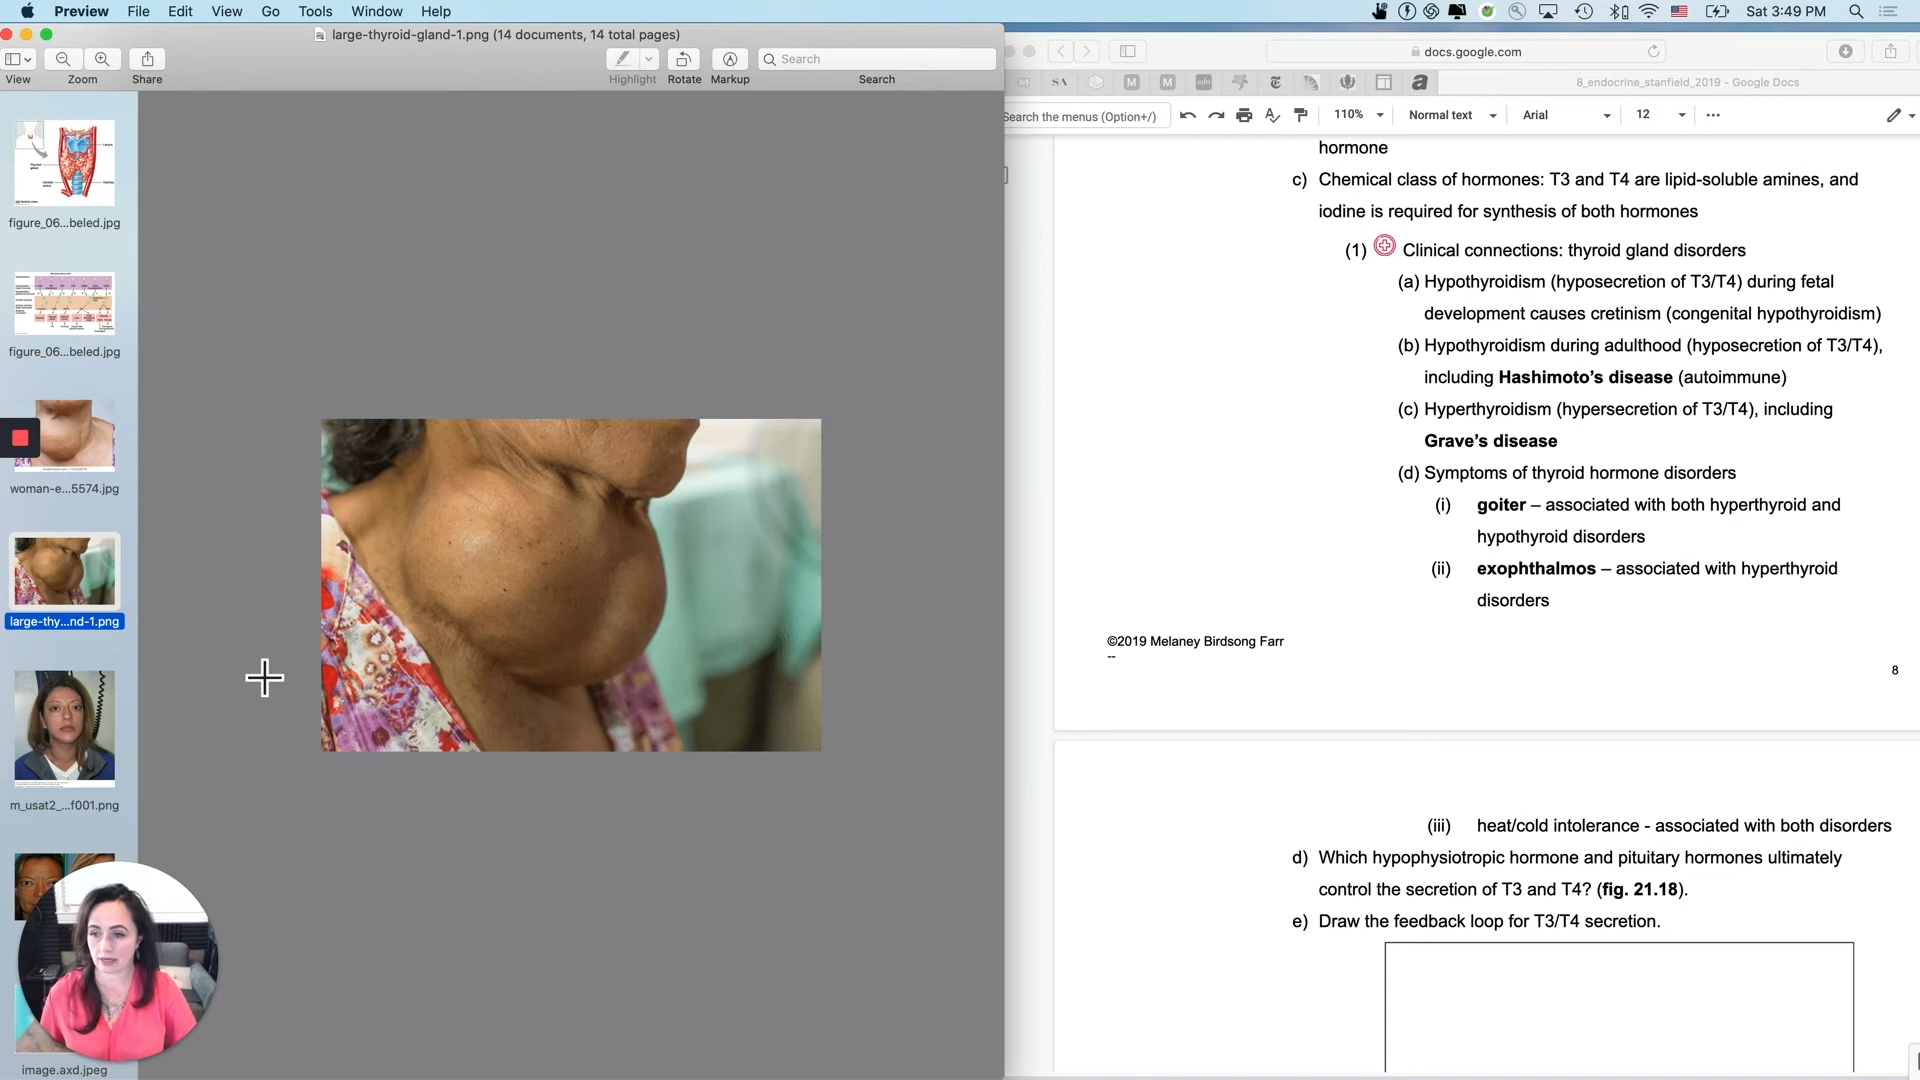 Preview File Edit View Go Tools Window Help
Sat 3:49 PM
large-thyroid-gland-1.png (14 documents, 14 total pages)
View
Zoom
Share
Highlight
Rotate
Markup
Search
Search
docs.google.com
SA
8_endocrine_stanfield_2019 - Google Docs
Search the menus (Option+/)
110%
Normal text
Arial
12
figure_06...beled.jpg
figure_06...beled.jpg
woman-e...5574.jpg
large-thy...nd-1.png
m_usat2_...f001.png
image.axd.jpeg
hormone
c) Chemical class of hormones: T3 and T4 are lipid-soluble amines, and
iodine is required for synthesis of both hormones
(1) Clinical connections: thyroid gland disorders
(a) Hypothyroidism (hyposecretion of T3/T4) during fetal
development causes cretinism (congenital hypothyroidism)
(b) Hypothyroidism during adulthood (hyposecretion of T3/T4),
including Hashimoto’s disease (autoimmune)
(c) Hyperthyroidism (hypersecretion of T3/T4), including
Grave’s disease
(d) Symptoms of thyroid hormone disorders
(i) goiter – associated with both hyperthyroid and
hypothyroid disorders
(ii) exophthalmos – associated with hyperthyroid
disorders
©2019 Melaney Birdsong Farr
--
8
(iii) heat/cold intolerance - associated with both disorders
d) Which hypophysiotropic hormone and pituitary hormones ultimately
control the secretion of T3 and T4? (fig. 21.18).
e) Draw the feedback loop for T3/T4 secretion.